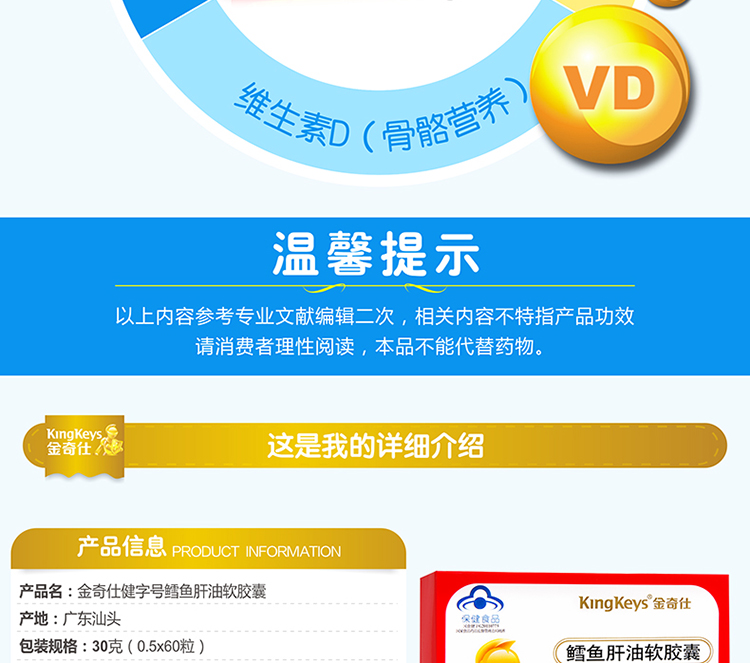 维生素D（骨骼营养）
VD
温馨提示
以上内容参考专业文献编辑二次，相关内容不特指产品功效
请消费者理性阅读，本品不能代替药物。
KingKeys
金奇仕
这是我的详细介绍
产品信息 PRODUCT INFORMATION
产品名：金奇仕健字号鳕鱼肝油软胶囊
产地：广东汕头
包装规格：30克（0.5x60粒）
KingKeys®金奇仕
保健食品
鳕鱼肝油软胶囊